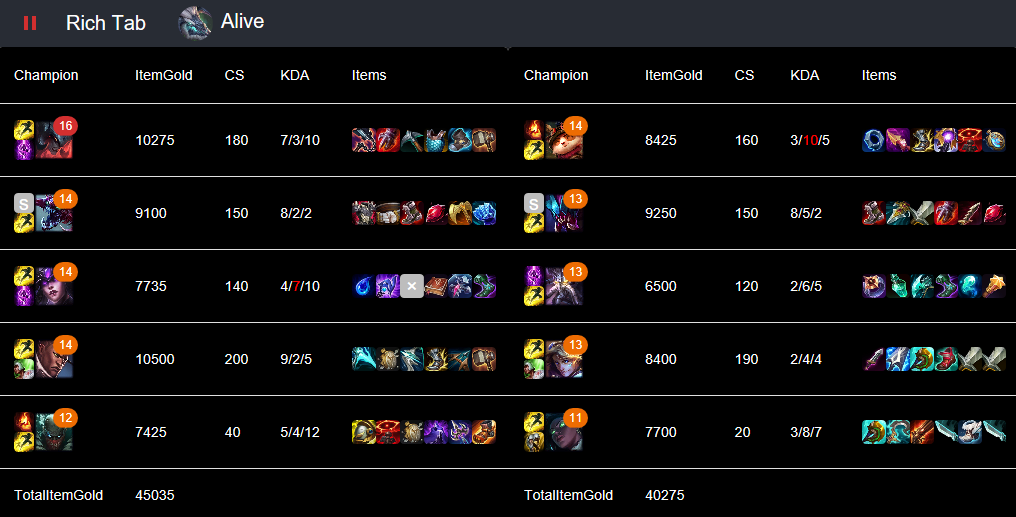 Rich Tab Alive
Champion ItemGold CS KDA Items Champion ItemGold CS KDA Items
16 10275 180 7/3/10 14 8425 160 3/10/5
S 14 9100 150 8/2/2 S 13 9250 150 8/5/2
14 7735 140 4/7/10 13 6500 120 2/6/5
14 10500 200 9/2/5 13 8400 190 2/4/4
12 7425 40 5/4/12 11 7700 20 3/8/7
TotalItemGold 45035 TotalItemGold 40275